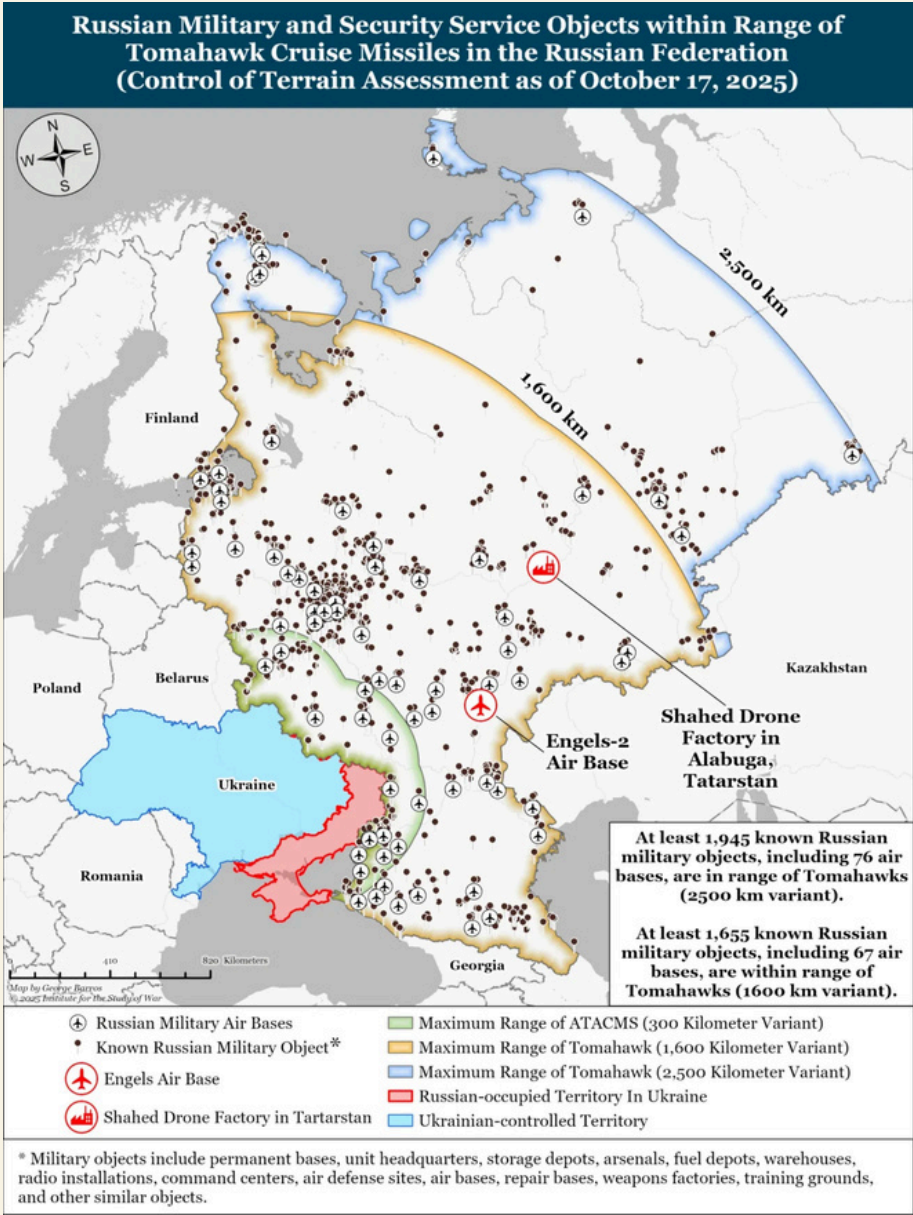 Russian Military and Security Service Objects within Range of
Tomahawk Cruise Missiles in the Russian Federation
(Control of Terrain Assessment as of October 17, 2025)
N
W
E
S
2,500 km
1,600 km
Finland
Belarus
Poland
Kazakhstan
Shahed Drone
Factory in
Alabuga,
Tatarstan
Engels-2
Air Base
Ukraine
Romania
Georgia
At least 1,945 known Russian
military objects, including 76 air
bases, are in range of Tomahawks
(2500 km variant).
At least 1,655 known Russian
military objects, including 67 air
bases, are within range of
Tomahawks (1600 km variant).
0 410 820 Kilometers
Map by George Barros
© 2025 Institute for the Study of War
Russian Military Air Bases
Known Russian Military Object*
Engels Air Base
Shahed Drone Factory in Tartarstan
Maximum Range of ATACMS (300 Kilometer Variant)
Maximum Range of Tomahawk (1,600 Kilometer Variant)
Maximum Range of Tomahawk (2,500 Kilometer Variant)
Russian-occupied Territory In Ukraine
Ukrainian-controlled Territory
* Military objects include permanent bases, unit headquarters, storage depots, arsenals, fuel depots, warehouses,
radio installations, command centers, air defense sites, air bases, repair bases, weapons factories, training grounds,
and other similar objects.